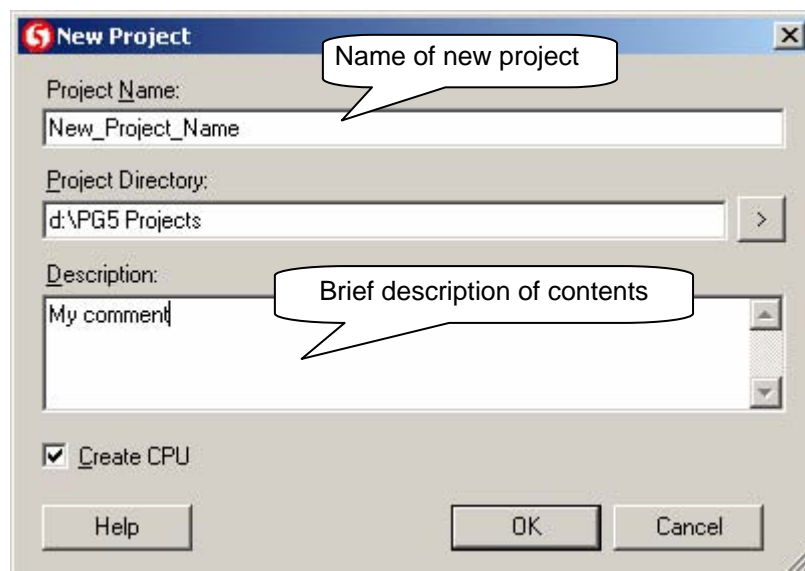 New Project
Name of new project
Project Name:
New_Project_Name
Project Directory:
d:\PG5 Projects
>
Description:
Brief description of contents
My comment
Create CPU
Help
OK
Cancel